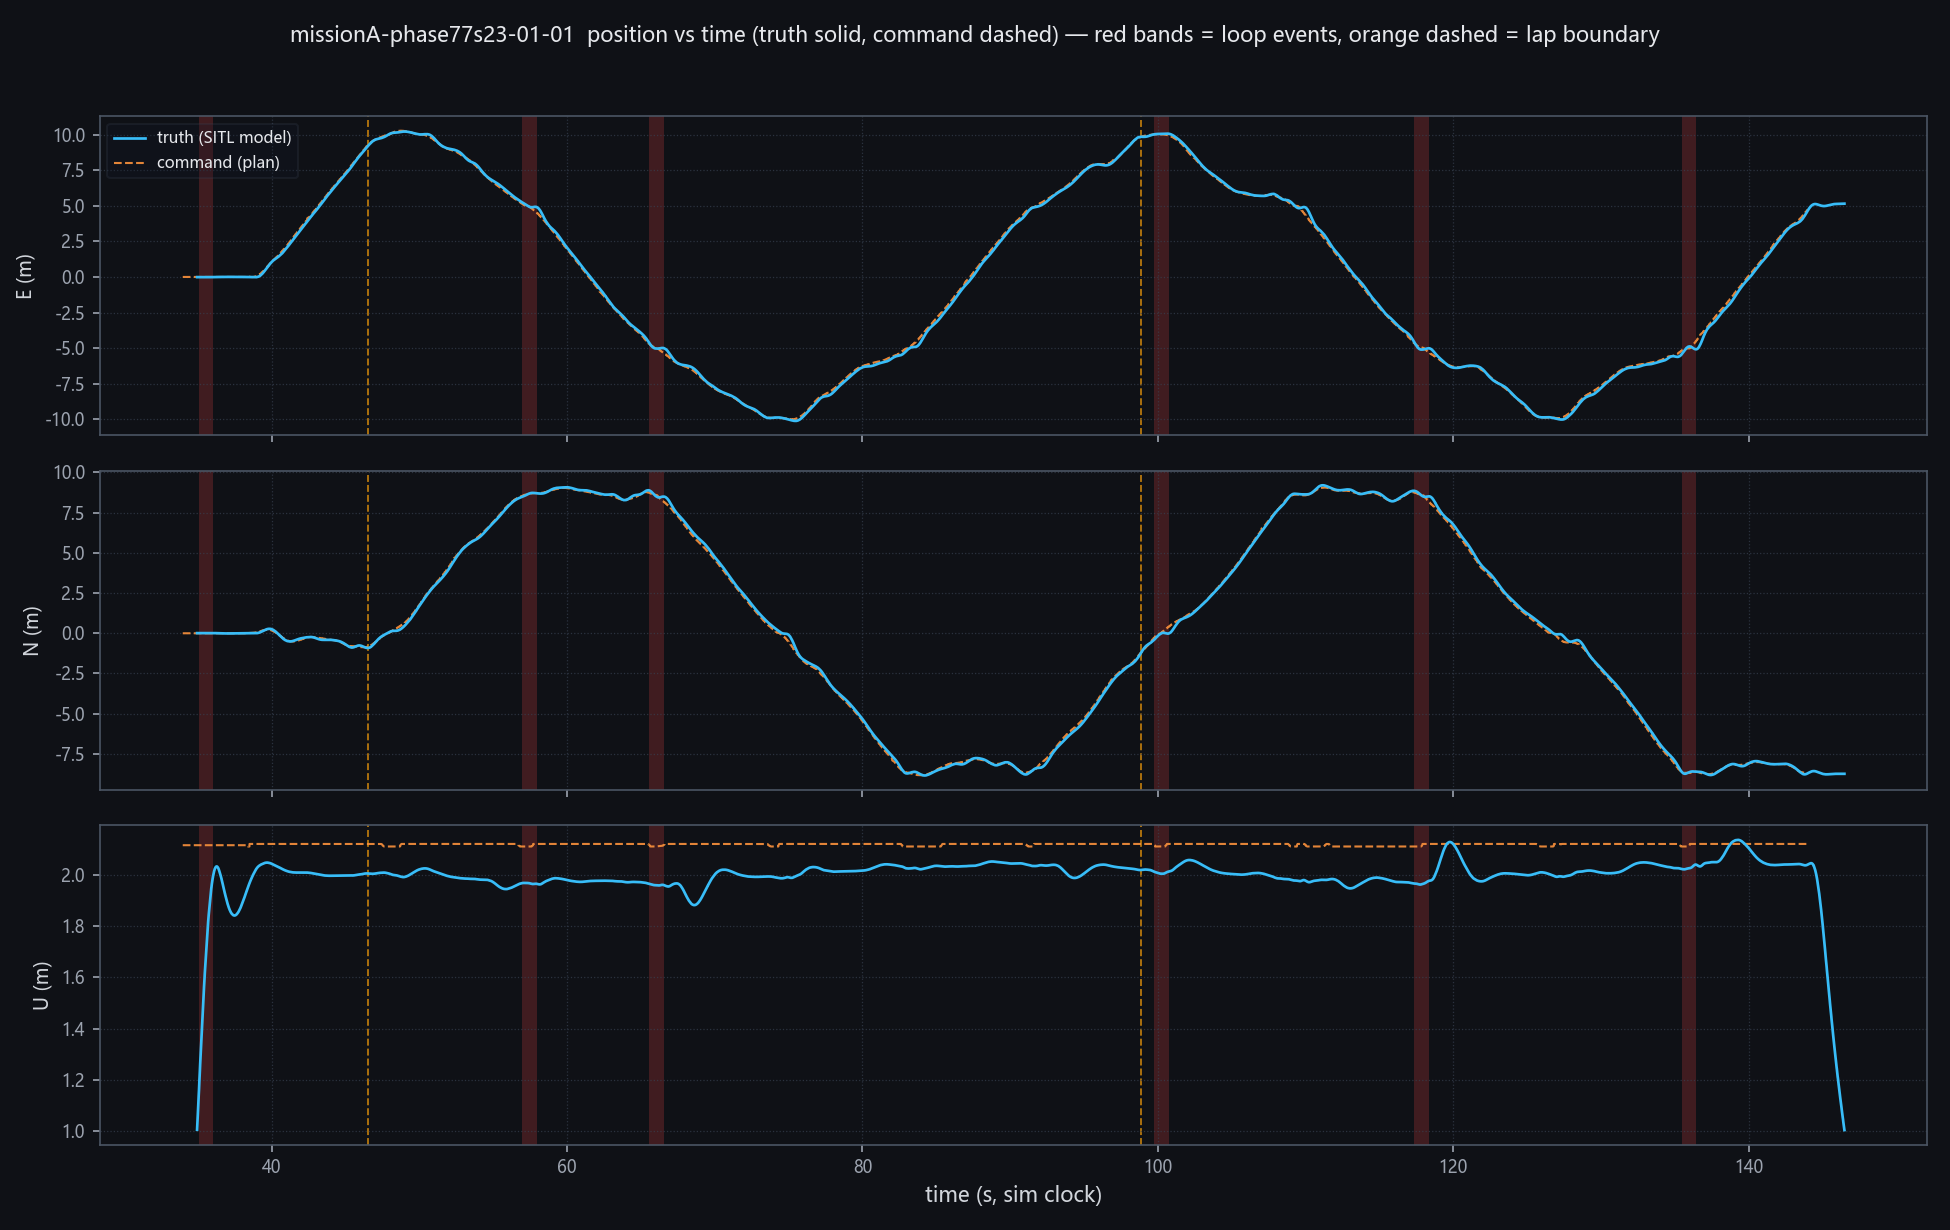 missionA-phase77s23-01-01  position vs time (truth solid, command dashed) — red bands = loop events, orange dashed = lap boundary
truth (SITL model)
command (plan)
E (m)
10.0
7.5
5.0
2.5
0.0
-2.5
-5.0
-7.5
-10.0
N (m)
10.0
7.5
5.0
2.5
0.0
-2.5
-5.0
-7.5
U (m)
2.0
1.8
1.6
1.4
1.2
1.0
40 60 80 100 120 140
time (s, sim clock)